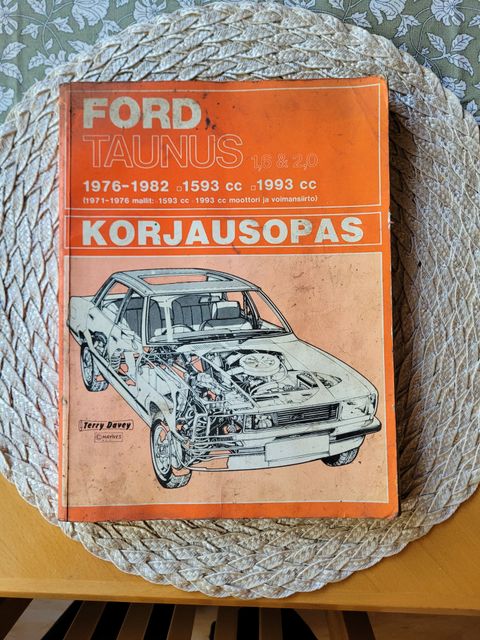 FORD
TAUNUS 1,6 & 2,0
1976-1982 □1593 cc □1993 cc
(1971-1976 mallit: 1593 cc - 1993 cc moottori ja voimansiirto)
KORJAUSOPAS
Terry Davey
© HAYNES